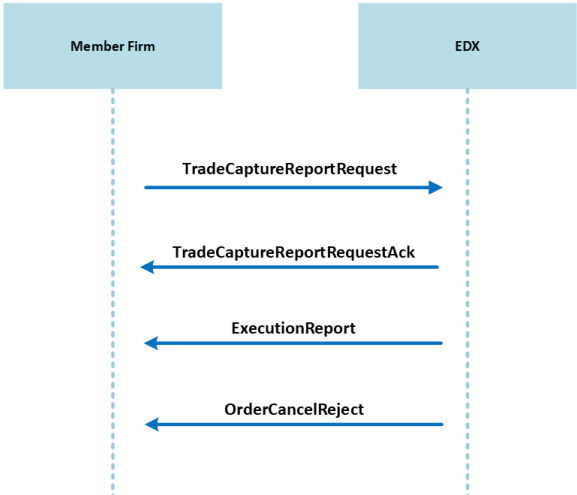 Member Firm
EDX
TradeCaptureReportRequest
TradeCaptureReportRequestAck
ExecutionReport
OrderCancelReject